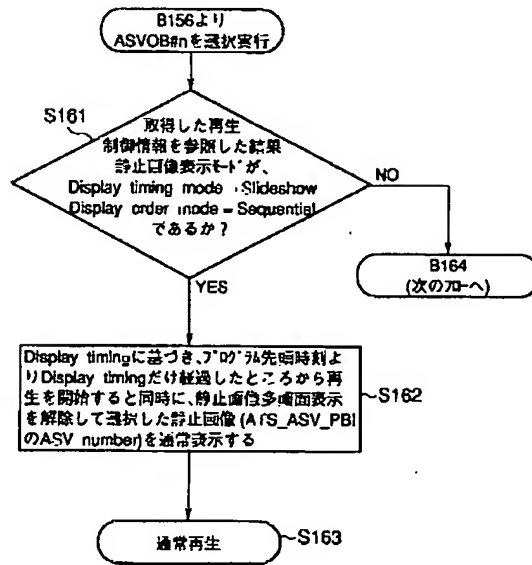 B156より
ASVOB#nを選択実行
S161
取得した再生
制御情報を参照した結果
静止画像表示モードが、
Display timing mode=Slideshow
Display order mode=Sequential
であるか?
NO
B164
(次のフローへ)
YES
Display timingに基づき、プログラム先頭時刻よ
りDisplay timingだけ経過したところから再
生を開始すると同時に、静止画像多画面表示
を解除して選択した静止画像(ATS_ASV_PBI
のASV number)を通常表示する
S162
通常再生
S163